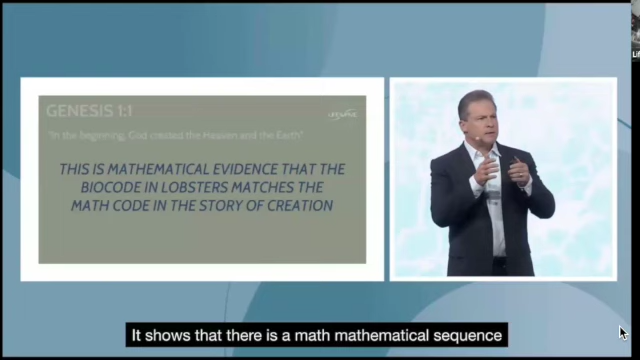 GENESIS 1:1
"In the beginning, God created the Heaven and the Earth"
THIS IS MATHEMATICAL EVIDENCE THAT THE
BIOCODE IN LOBSTERS MATCHES THE
MATH CODE IN THE STORY OF CREATION
It shows that there is a math mathematical sequence